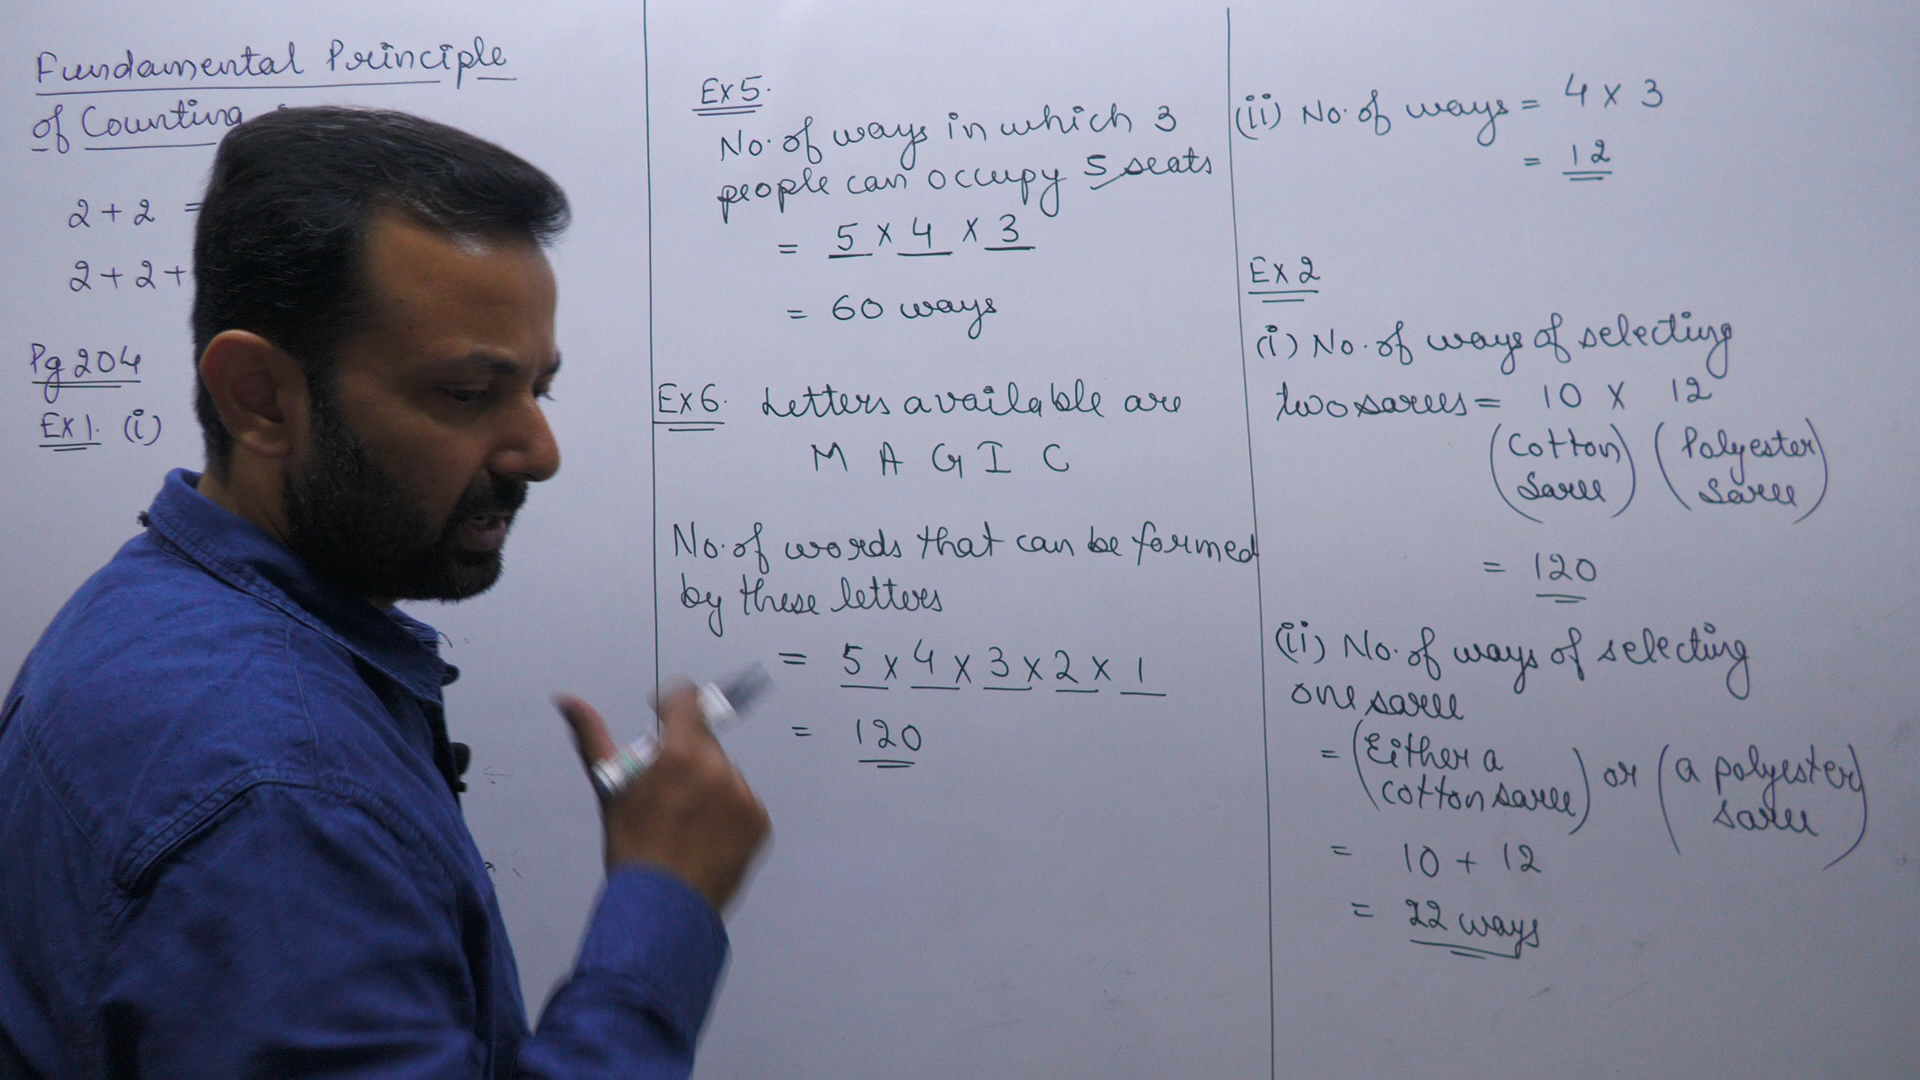 Fundamental Principle
of Counting
2 + 2 =
2 + 2 +
Pg 204
Ex 1. (i)
Ex 5.
No. of ways in which 3
people can occupy 5 seats
= 5 x 4 x 3
= 60 ways
Ex 6. Letters available are
M A G I C
No. of words that can be formed
by these letters
= 5 x 4 x 3 x 2 x 1
= 120
(ii) No. of ways = 4 x 3
= 12
Ex 2
(i) No. of ways of selecting
two sarees = 10 x 12
(Cotton Saree) (Polyester Saree)
= 120
(ii) No. of ways of selecting
one saree
= (Either a cotton saree) or (a polyester saree)
= 10 + 12
= 22 ways